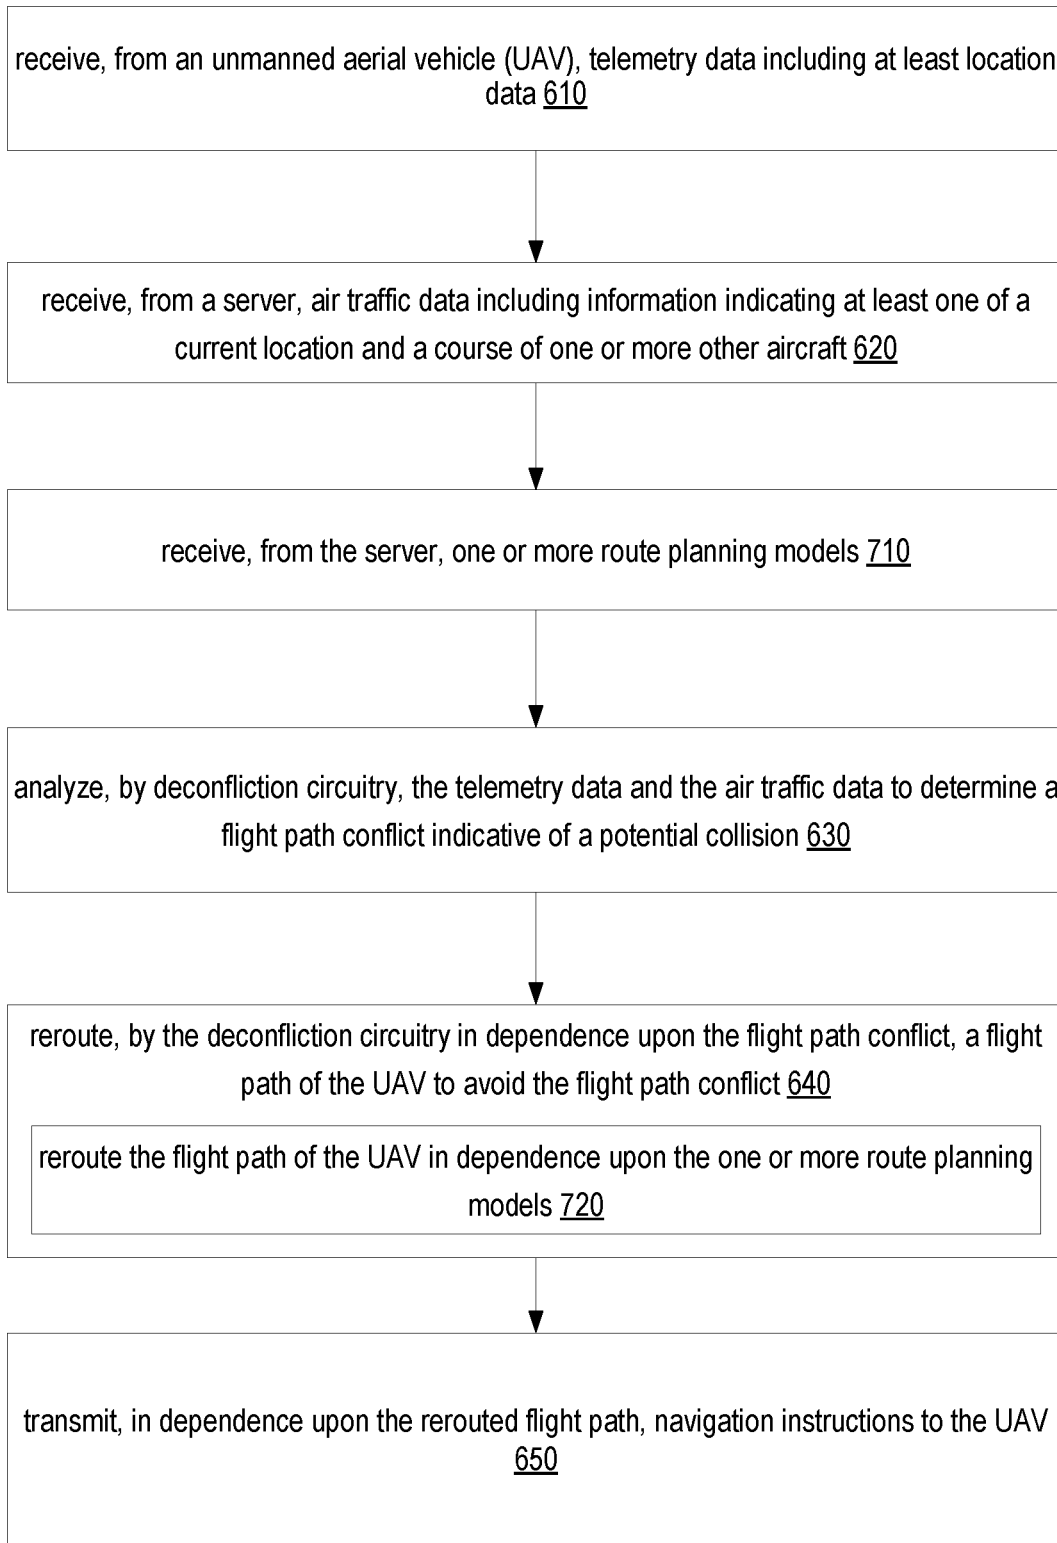 receive, from an unmanned aerial vehicle (UAV), telemetry data including at least location
data 610
receive, from a server, air traffic data including information indicating at least one of a
current location and a course of one or more other aircraft 620
receive, from the server, one or more route planning models 710
analyze, by deconfliction circuitry, the telemetry data and the air traffic data to determine a
flight path conflict indicative of a potential collision 630
reroute, by the deconfliction circuitry in dependence upon the flight path conflict, a flight
path of the UAV to avoid the flight path conflict 640
reroute the flight path of the UAV in dependence upon the one or more route planning
models 720
transmit, in dependence upon the rerouted flight path, navigation instructions to the UAV
650